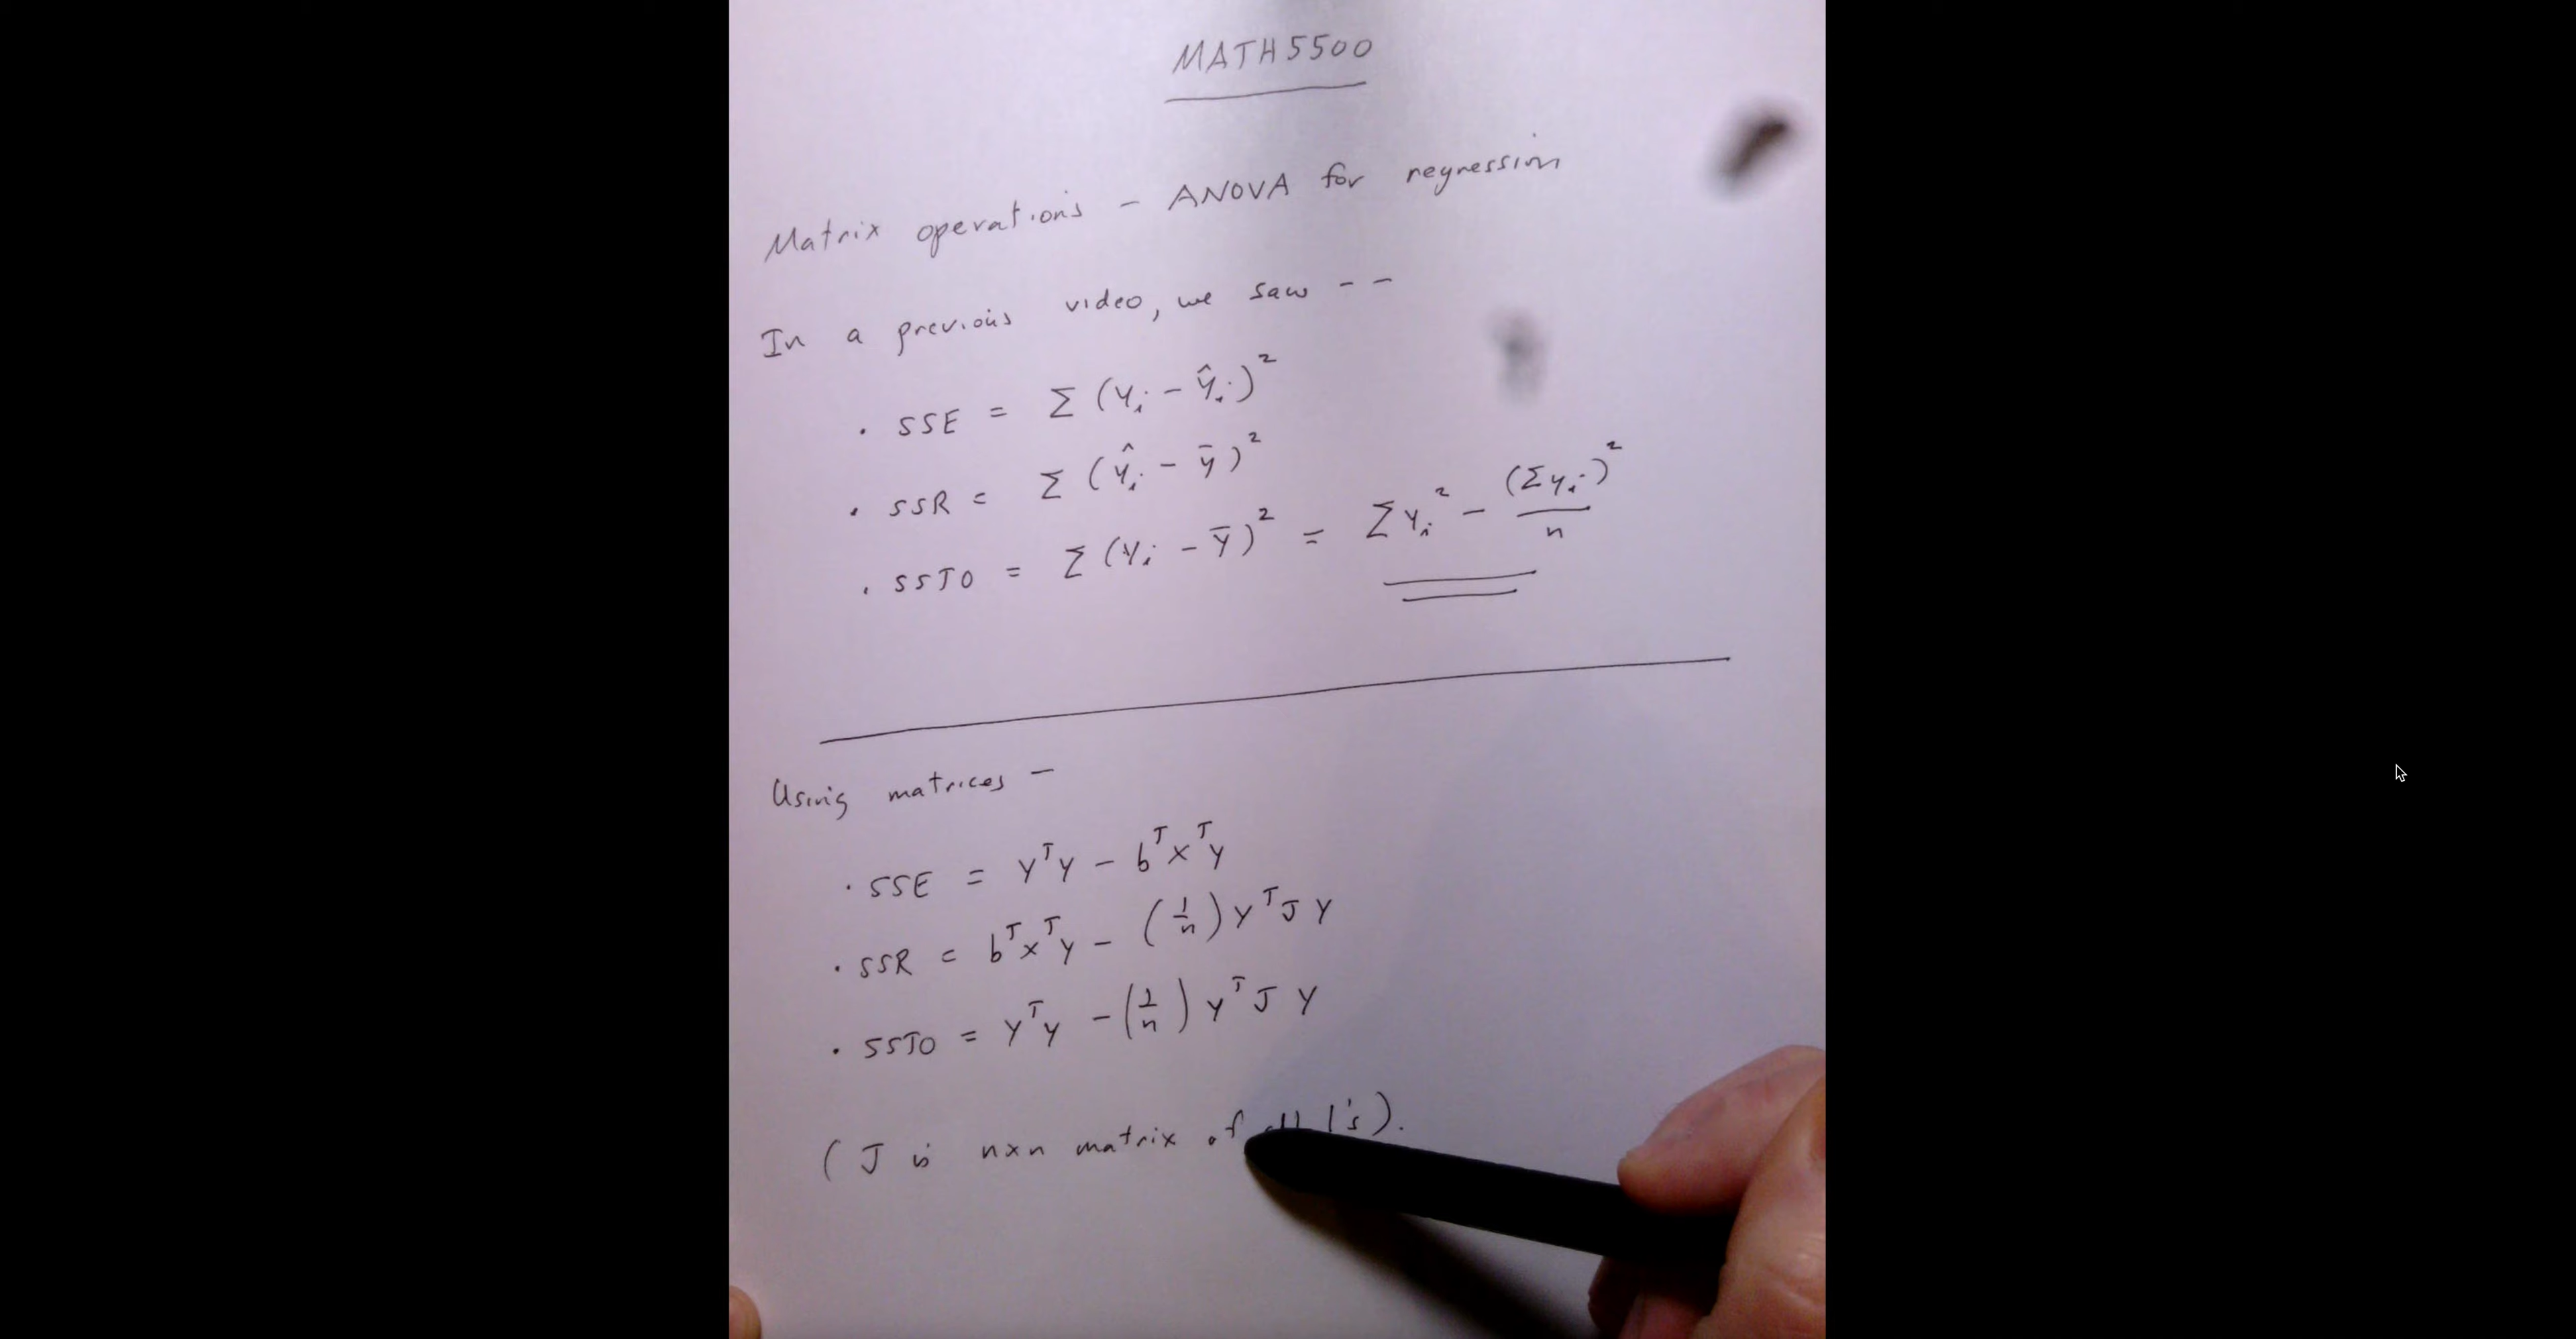 MATH5500
Matrix operations – ANOVA for regression
In a previous video, we saw - -
· SSE = Σ (Yᵢ – Ŷᵢ)²
· SSR = Σ (ŷᵢ – ȳ)²
· SSTO = Σ (Yᵢ – Ȳ)² = ΣYᵢ² – (Σyᵢ)²/n
Using matrices –
· SSE = YᵀY – bᵀXᵀY
· SSR = bᵀXᵀY – (1/n) YᵀJY
· SSTO = YᵀY – (1/n) YᵀJY
(J is n×n matrix of all 1's).